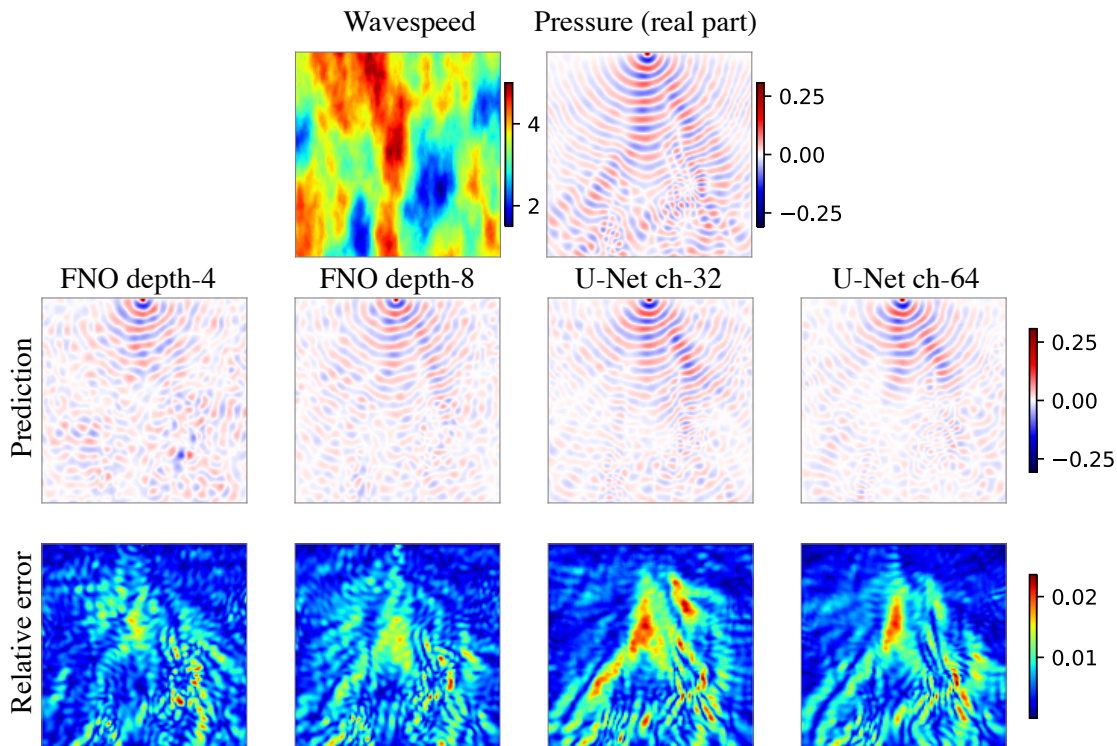 Wavespeed Pressure (real part)
4
2
0.25
0.00
−0.25
FNO depth-4 FNO depth-8 U-Net ch-32 U-Net ch-64
Prediction
0.25
0.00
−0.25
Relative error
0.02
0.01